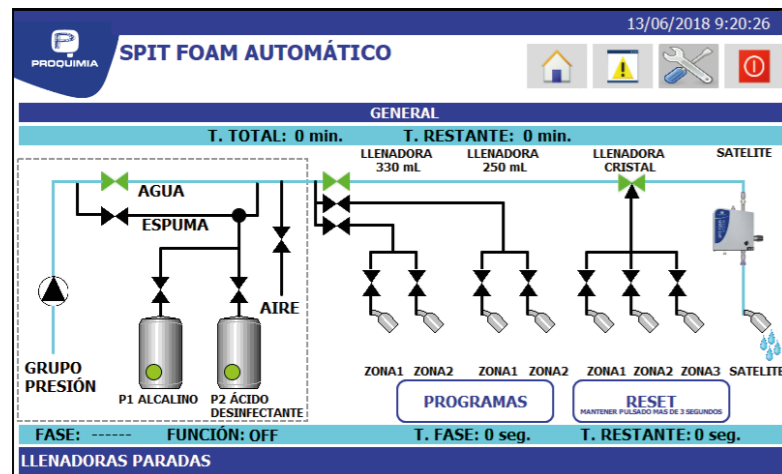 13/06/2018 9:20:26
PROQUIMIA
SPIT FOAM AUTOMÁTICO
GENERAL
T. TOTAL: 0 min. T. RESTANTE: 0 min.
LLENADORA 330 mL
LLENADORA 250 mL
LLENADORA CRISTAL
SATELITE
AGUA
ESPUMA
AIRE
GRUPO PRESIÓN
P1 ALCALINO
P2 ÁCIDO DESINFECTANTE
ZONA1 ZONA2 ZONA1 ZONA2 ZONA1 ZONA2 ZONA3 SATELITE
PROGRAMAS
RESET
MANTENER PULSADO MAS DE 3 SEGUNDOS
FASE: ------ FUNCIÓN: OFF T. FASE: 0 seg. T. RESTANTE: 0 seg.
LLENADORAS PARADAS